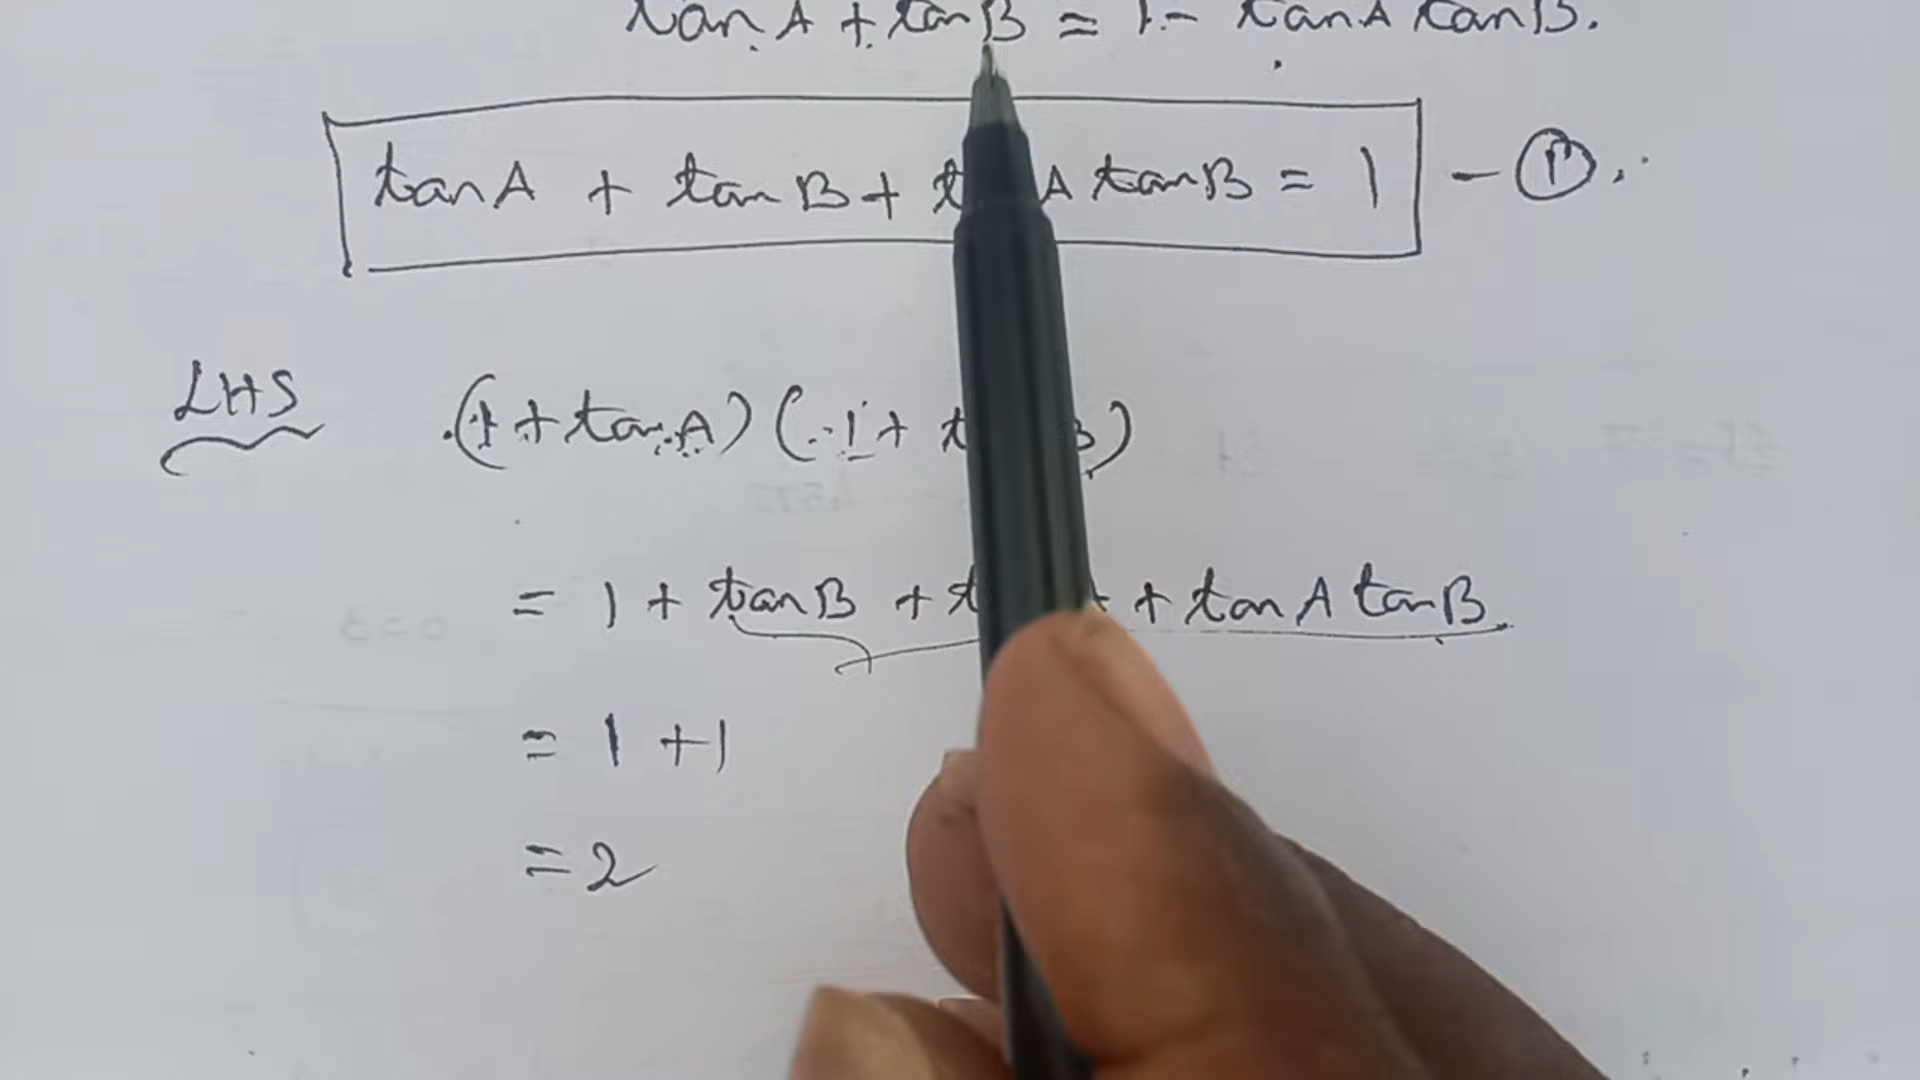 tan A + tan B = 1 - tan A tan B.
tan A + tan B + A tan B = 1 - ①.
LHS (1 + tan A) (1 + )
= 1 + tan B + + tan A tan B
= 1 + 1
= 2